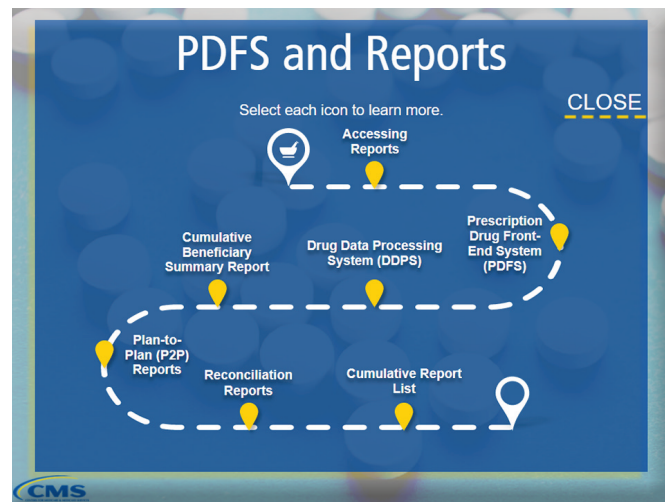 PDFS and Reports
Select each icon to learn more.
CLOSE
Accessing
Reports
Prescription
Drug Front-
End System
(PDFS)
Drug Data Processing
System (DDPS)
Cumulative
Beneficiary
Summary Report
Plan-to-
Plan (P2P)
Reports
Reconciliation
Reports
Cumulative Report
List
CMS